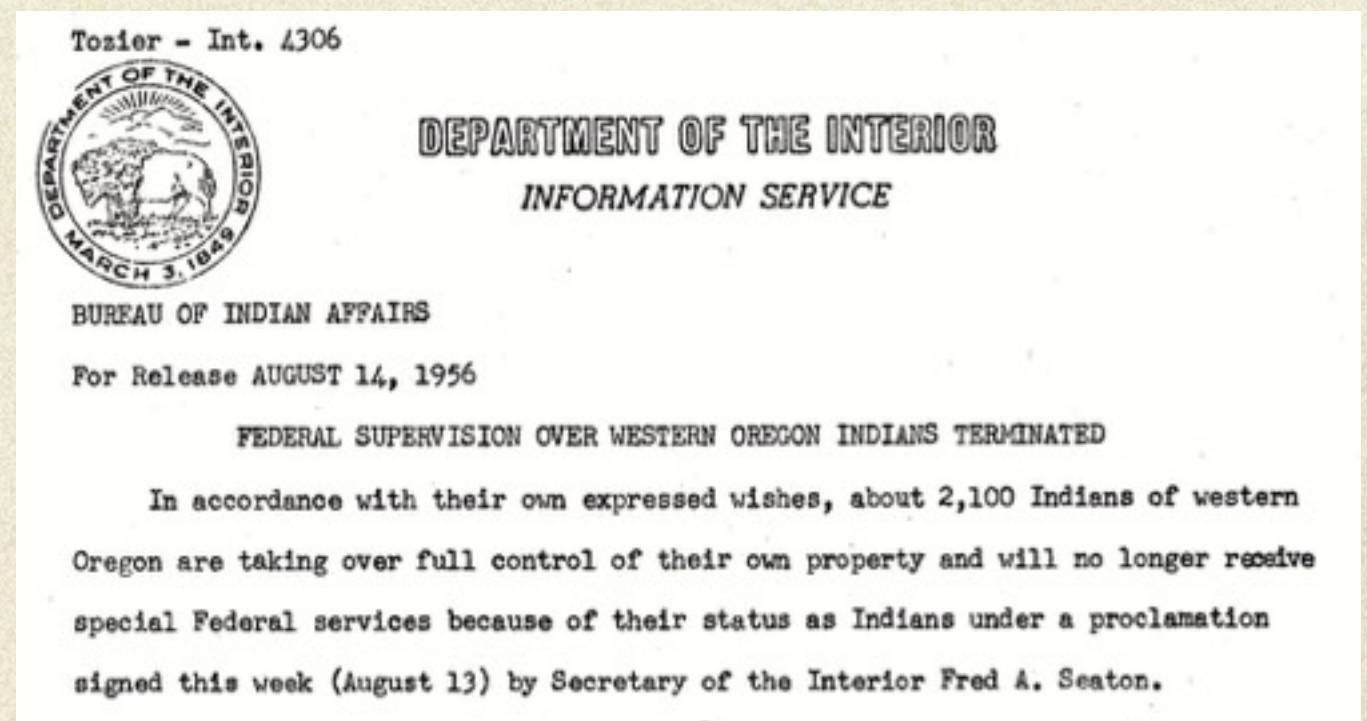 Tozier - Int. 4306
DEPARTMENT OF THE INTERIOR
MARCH 3, 1849
DEPARTMENT OF THE INTERIOR
INFORMATION SERVICE
BUREAU OF INDIAN AFFAIRS
For Release AUGUST 14, 1956
FEDERAL SUPERVISION OVER WESTERN OREGON INDIANS TERMINATED
In accordance with their own expressed wishes, about 2,100 Indians of western
Oregon are taking over full control of their own property and will no longer receive
special Federal services because of their status as Indians under a proclamation
signed this week (August 13) by Secretary of the Interior Fred A. Seaton.